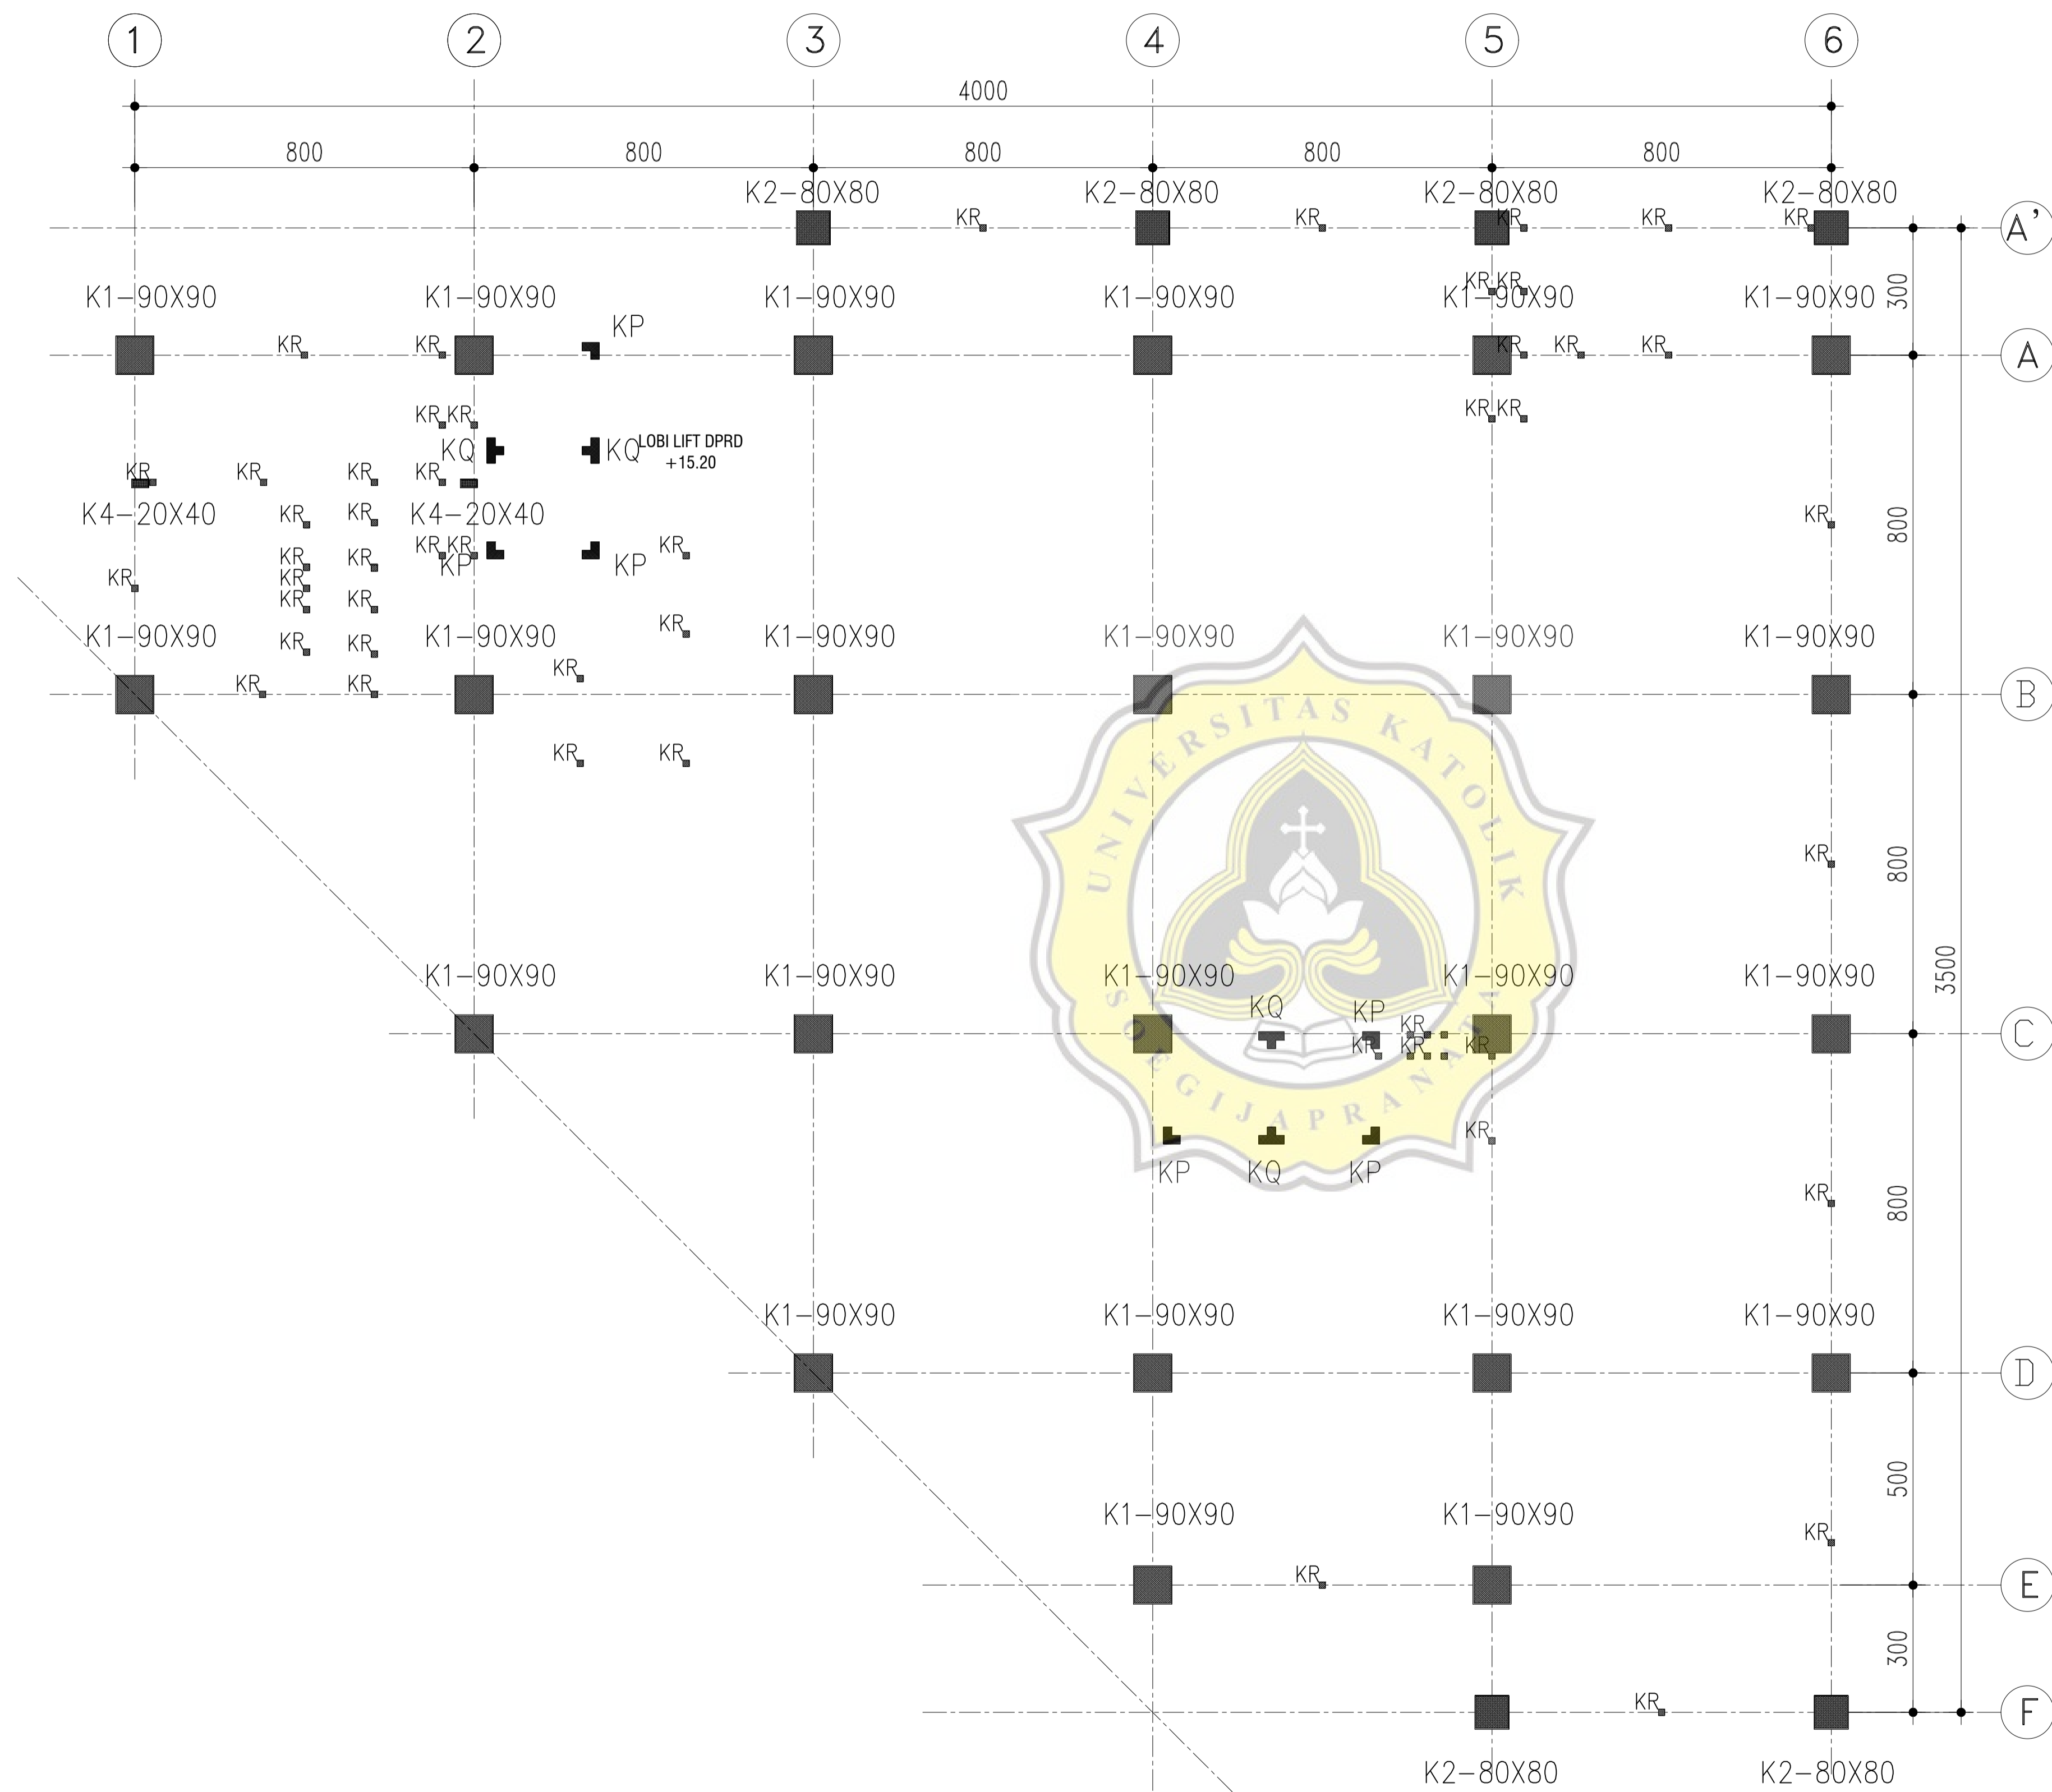 1 2 3 4 5 6
4000
800 800 800 800 800
K2-80X80 K2-80X80 K2-80X80 K2-80X80
KR KR KR KR KR A'
KR KR
K1-90X90 K1-90X90 K1-90X90 K1-90X90 K1-90X90 K1-90X90 300
KP
KR KR KR KR KR A
KR KR KR KR
KQ KQ LOBI LIFT DPRD
+15.20
KR KR KR KR
K4-20X40 K4-20X40
KR KR KR 800
KR KR KR KR KR
KP KP
KR KR
KR KR
K1-90X90 K1-90X90 KR K1-90X90 K1-90X90 K1-90X90 K1-90X90
KR KR
KR KR KR B
KR KR
UNIVERSITAS KATOLIK
KR 800
3500
K1-90X90 K1-90X90 K1-90X90 K1-90X90 K1-90X90
KQ KP
KR C
KR KR KR
SOEGIJAPRANATA
KR
KP KQ KP
KR 800
K1-90X90 K1-90X90 K1-90X90 K1-90X90
D
500
K1-90X90 K1-90X90
KR
KR E
300
KR F
K2-80X80 K2-80X80